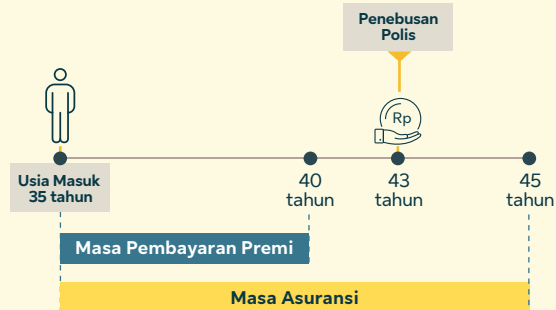 Penebusan
Polis
Rp
Usia Masuk
35 tahun
40
tahun
43
tahun
45
tahun
Masa Pembayaran Premi
Masa Asuransi